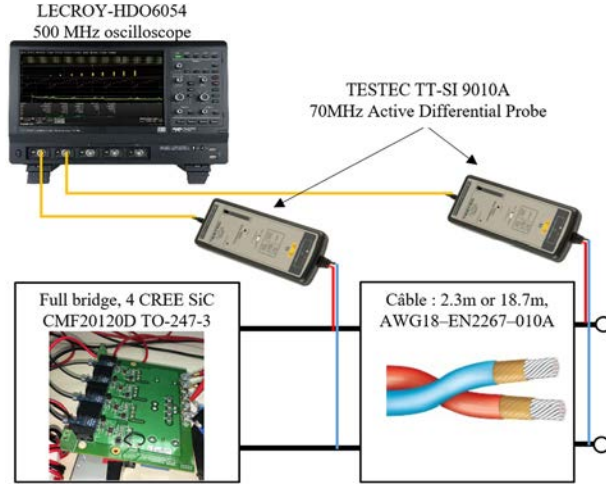 LECROY-HDO6054
500 MHz oscilloscope
TESTEC TT-SI 9010A
70MHz Active Differential Probe
Full bridge, 4 CREE SiC
CMF20120D TO-247-3
Câble : 2.3m or 18.7m,
AWG18–EN2267–010A